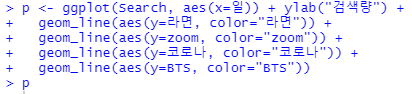 > p <- ggplot(Search, aes(x=일)) + ylab("검색량") +
+   geom_line(aes(y=라면, color="라면")) +
+   geom_line(aes(y=zoom, color="zoom")) +
+   geom_line(aes(y=코로나, color="코로나")) +
+   geom_line(aes(y=BTS, color="BTS"))
> p